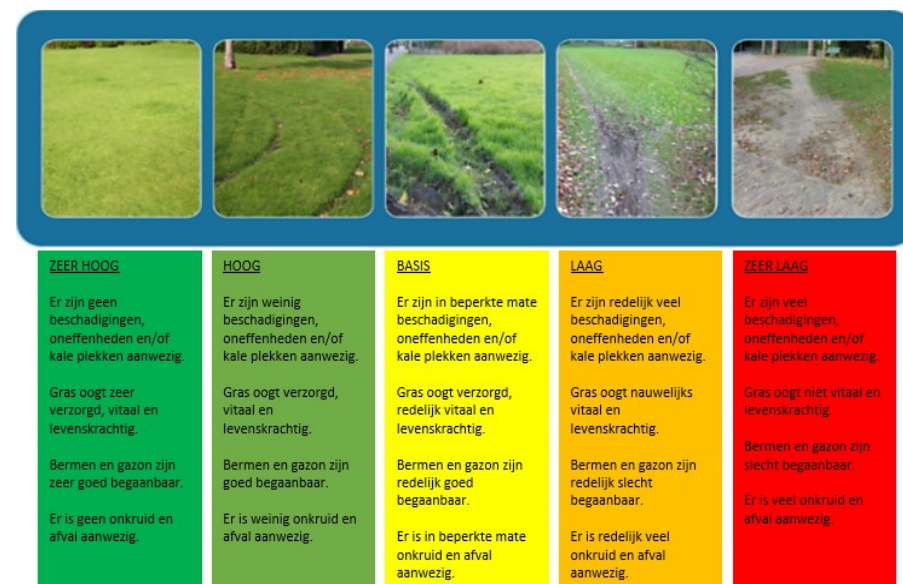 ZEER HOOG
Er zijn geen
beschadigingen,
oneffenheden en/of
kale plekken aanwezig.
Gras oogt zeer
verzorgd, vitaal en
levenskrachtig.
Bermen en gazon zijn
zeer goed begaanbaar.
Er is geen onkruid en
afval aanwezig.
HOOG
Er zijn weinig
beschadigingen,
oneffenheden en/of
kale plekken aanwezig.
Gras oogt verzorgd,
vitaal en
levenskrachtig.
Bermen en gazon zijn
goed begaanbaar.
Er is weinig onkruid en
afval aanwezig.
BASIS
Er zijn in beperkte mate
beschadigingen,
oneffenheden en/of
kale plekken aanwezig.
Gras oogt verzorgd,
redelijk vitaal en
levenskrachtig.
Bermen en gazon zijn
redelijk goed
begaanbaar.
Er is in beperkte mate
onkruid en afval
aanwezig.
LAAG
Er zijn redelijk veel
beschadigingen,
oneffenheden en/of
kale plekken aanwezig.
Gras oogt nauwelijks
vitaal en
levenskrachtig.
Bermen en gazon zijn
redelijk slecht
begaanbaar.
Er is redelijk veel
onkruid en afval
aanwezig.
ZEER LAAG
Er zijn veel
beschadigingen,
oneffenheden en/of
kale plekken aanwezig.
Gras oogt niet vitaal en
levenskrachtig
Bermen en gazon zijn
slecht begaanbaar.
Er is veel onkruid en
afval aanwezig.